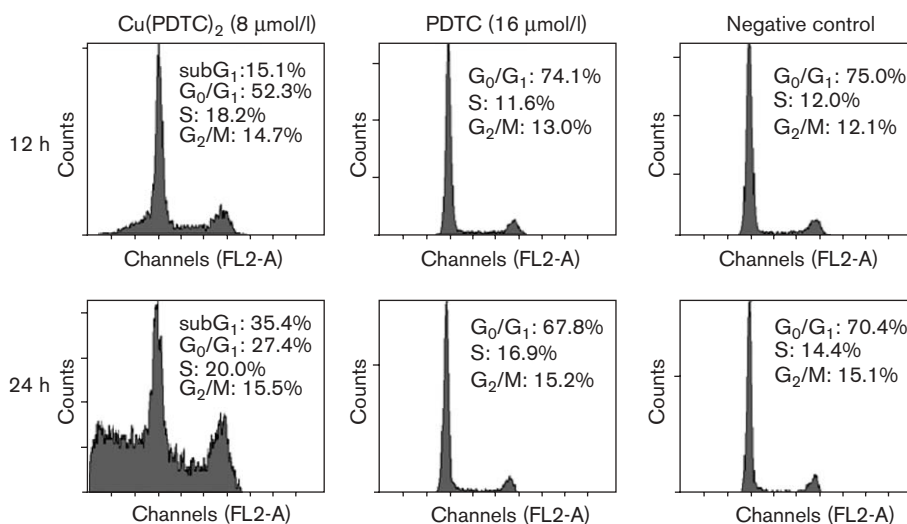 Cu(PDTC)₂ (8 µmol/l)
PDTC (16 µmol/l)
Negative control
12 h
Counts
subG₁:15.1%
G₀/G₁: 52.3%
S: 18.2%
G₂/M: 14.7%
Channels (FL2-A)
Counts
G₀/G₁: 74.1%
S: 11.6%
G₂/M: 13.0%
Channels (FL2-A)
Counts
G₀/G₁: 75.0%
S: 12.0%
G₂/M: 12.1%
Channels (FL2-A)
24 h
Counts
subG₁: 35.4%
G₀/G₁: 27.4%
S: 20.0%
G₂/M: 15.5%
Channels (FL2-A)
Counts
G₀/G₁: 67.8%
S: 16.9%
G₂/M: 15.2%
Channels (FL2-A)
Counts
G₀/G₁: 70.4%
S: 14.4%
G₂/M: 15.1%
Channels (FL2-A)